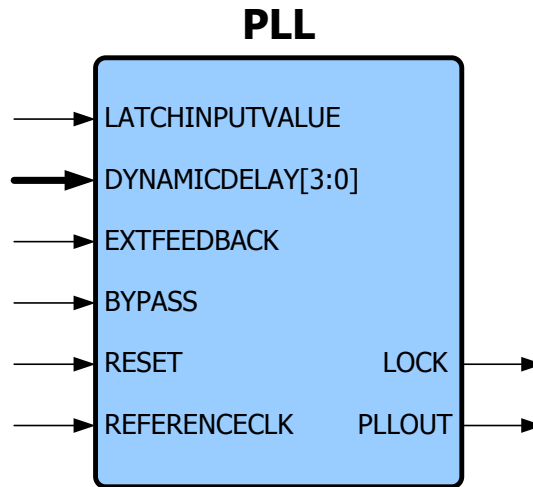 PLL
LATCHINPUTVALUE
DYNAMICDELAY[3:0]
EXTFEEDBACK
BYPASS
RESET LOCK
REFERENCECLK PLLOUT